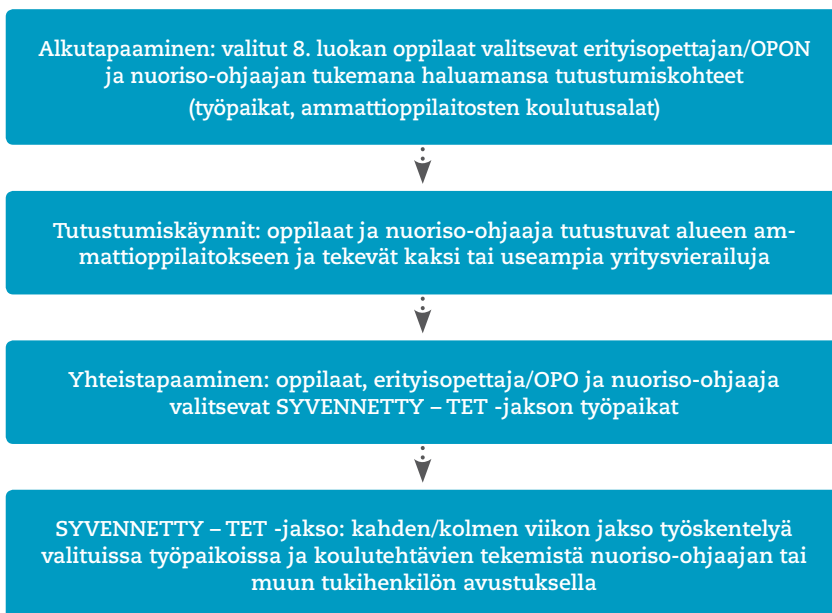 Alkutapaaminen: valitut 8. luokan oppilaat valitsevat erityisopettajan/OPON
ja nuoriso-ohjaajan tukemana haluamansa tutustumiskohteet
(työpaikat, ammattioppilaitosten koulutusalat)
Tutustumiskäynnit: oppilaat ja nuoriso-ohjaaja tutustuvat alueen am-
mattioppilaitokseen ja tekevät kaksi tai useampia yritysvierailuja
Yhteistapaaminen: oppilaat, erityisopettaja/OPO ja nuoriso-ohjaaja
valitsevat SYVENNETTY – TET -jakson työpaikat
SYVENNETTY – TET -jakso: kahden/kolmen viikon jakso työskentelyä
valituissa työpaikoissa ja koulutehtävien tekemistä nuoriso-ohjaajan tai
muun tukihenkilön avustuksella